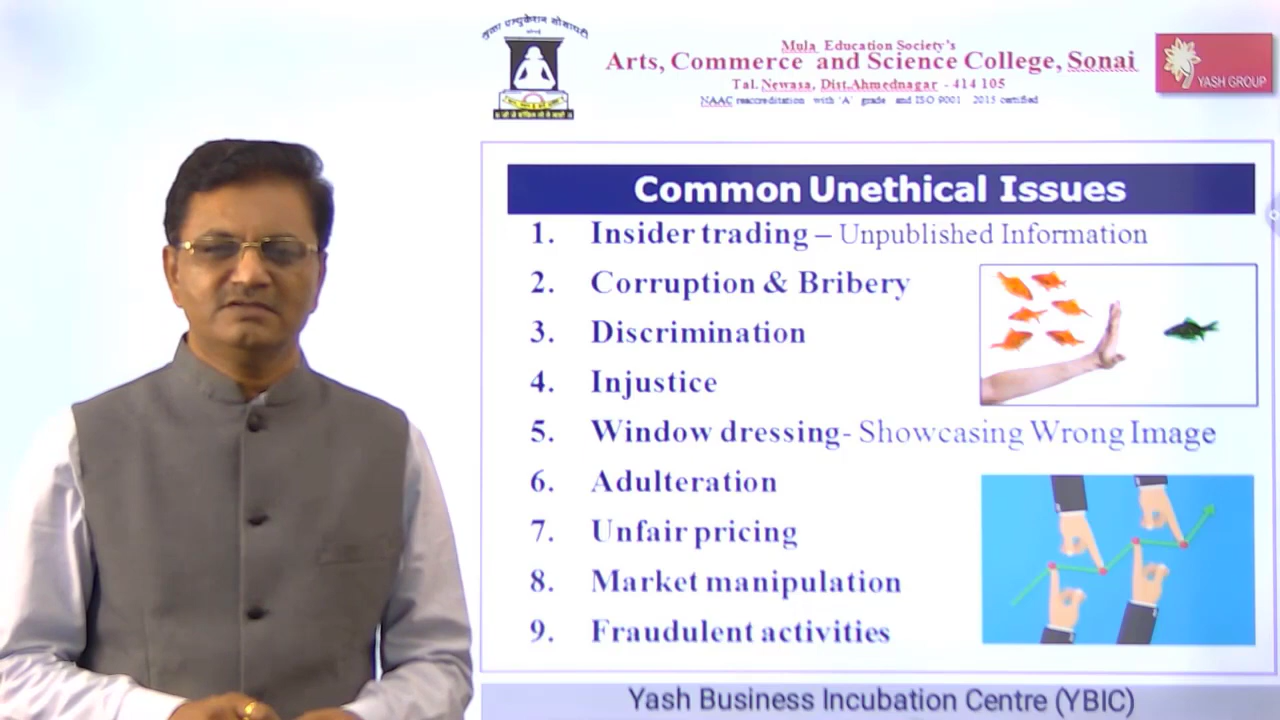 मुळा एज्युकेशन सोसायटी
Mula Education Society's
Arts, Commerce and Science College, Sonai
Tal. Newasa, Dist.Ahmednagar - 414 105
NAAC reaccreditation with 'A' grade and ISO 9001 2015 certified
YASH GROUP
Common Unethical Issues
1. Insider trading – Unpublished Information
2. Corruption & Bribery
3. Discrimination
4. Injustice
5. Window dressing- Showcasing Wrong Image
6. Adulteration
7. Unfair pricing
8. Market manipulation
9. Fraudulent activities
Yash Business Incubation Centre (YBIC)